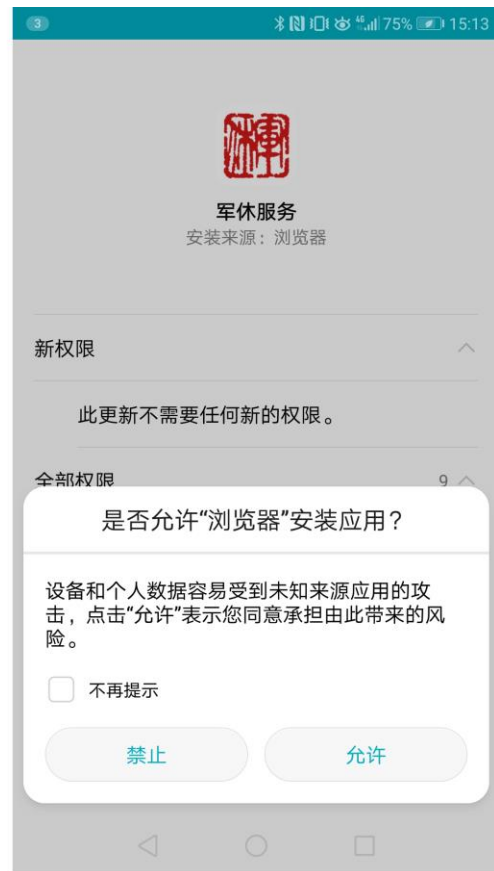 3 4G 75% 15:13
軍休
军休服务
安装来源：浏览器
新权限
此更新不需要任何新的权限。
全部权限 9
是否允许“浏览器”安装应用？
设备和个人数据容易受到未知来源应用的攻
击，点击“允许”表示您同意承担由此带来的风
险。
不再提示
禁止 允许